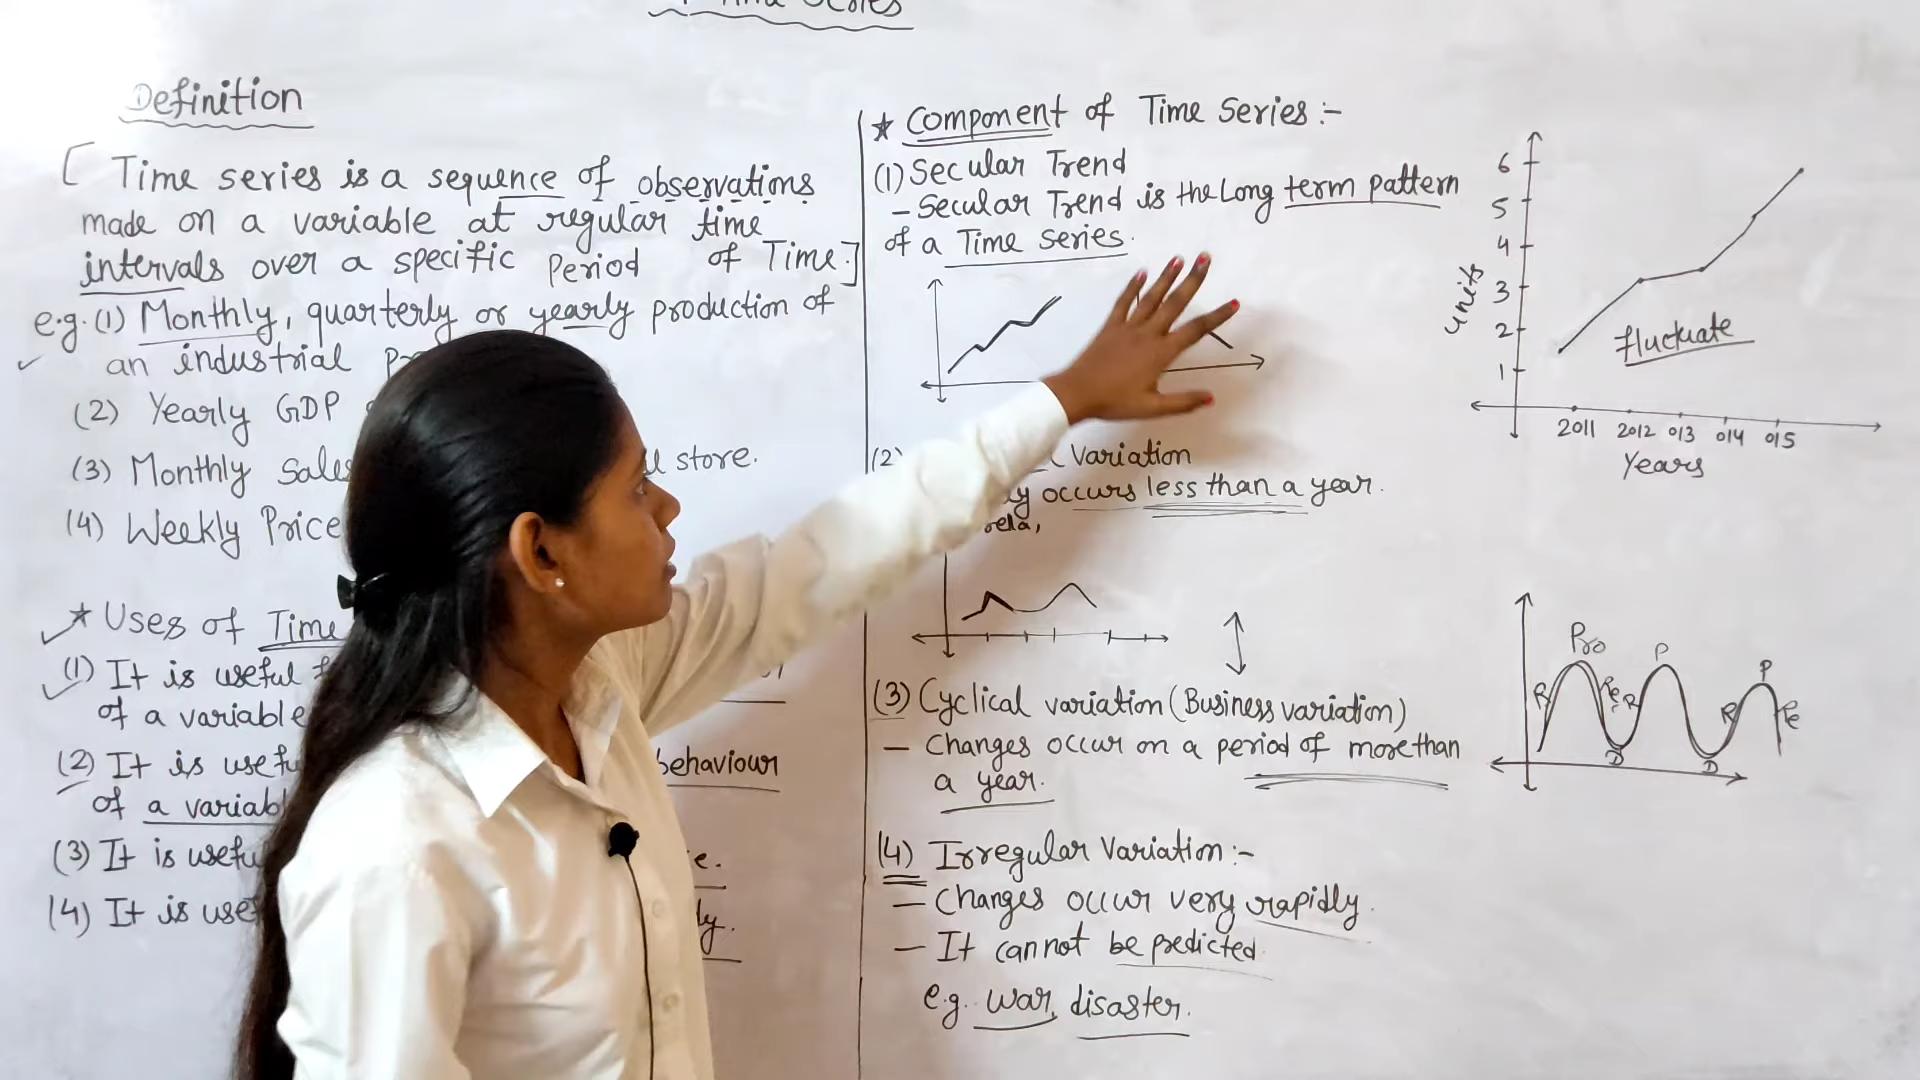 Definition
[Time series is a sequence of observations
made on a variable at regular time
intervals over a specific Period of Time.]
e.g. (1) Monthly, quarterly or yearly production of
an industrial
(2) Yearly GDP
(3) Monthly Sales store.
(4) Weekly Price
★ Uses of Time
(1) It is useful
of a variable
(2) It is behaviour
of a
(3) It is
(4) It is
★ Component of Time Series :-
(1) Secular Trend
- Secular Trend is the Long term pattern
of a Time series.
(2) Variation
occurs less than a year.
(3) Cyclical variation (Business variation)
- Changes occur on a period of more than
a year.
(4) Irregular Variation :-
- Changes occur very rapidly.
- It cannot be predicted.
e.g. war, disaster.
6
5
4
3
2
1
units
fluctuate
2011 2012 013 014 015
Years
Pro P P
R Re R R Re
D D